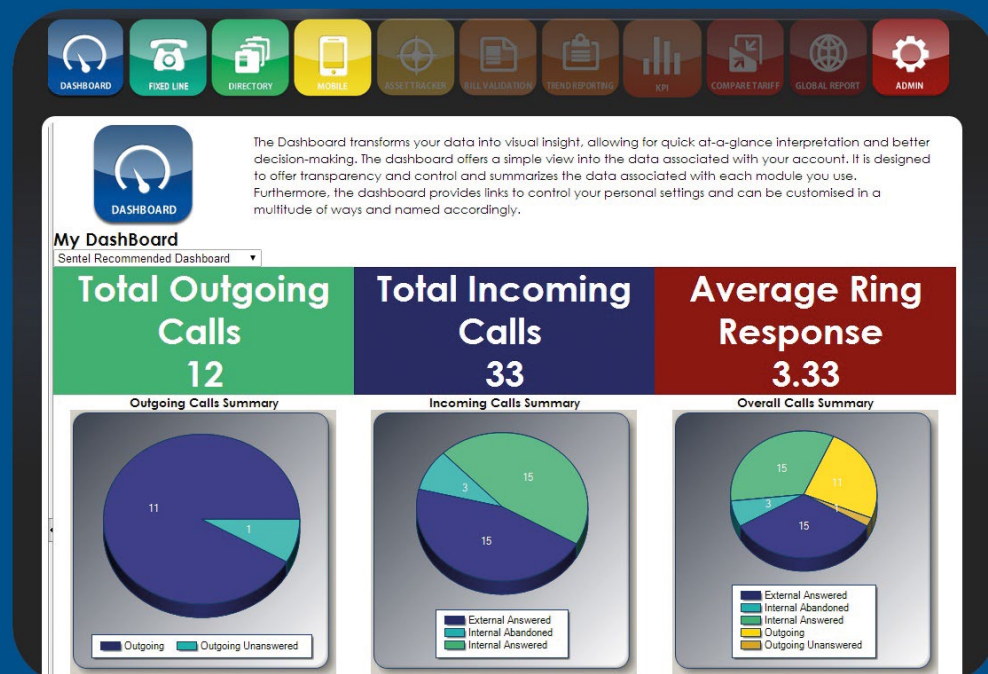 DASHBOARD
FIXED LINE
DIRECTORY
MOBILE
ASSET TRACKER
BILL VALIDATION
TREND REPORTING
KPI
COMPARE TARIFF
GLOBAL REPORT
ADMIN
DASHBOARD
The Dashboard transforms your data into visual insight, allowing for quick at-a-glance interpretation and better
decision-making. The dashboard offers a simple view into the data associated with your account. It is designed
to offer transparency and control and summarizes the data associated with each module you use.
Furthermore, the dashboard provides links to control your personal settings and can be customised in a
multitude of ways and named accordingly.
My DashBoard
Sentel Recommended Dashboard
Total Outgoing
Calls
12
Total Incoming
Calls
33
Average Ring
Response
3.33
Outgoing Calls Summary
11
1
Outgoing
Outgoing Unanswered
Incoming Calls Summary
15
3
15
External Answered
Internal Abandoned
Internal Answered
Overall Calls Summary
15
11
3
1
15
External Answered
Internal Abandoned
Internal Answered
Outgoing
Outgoing Unanswered